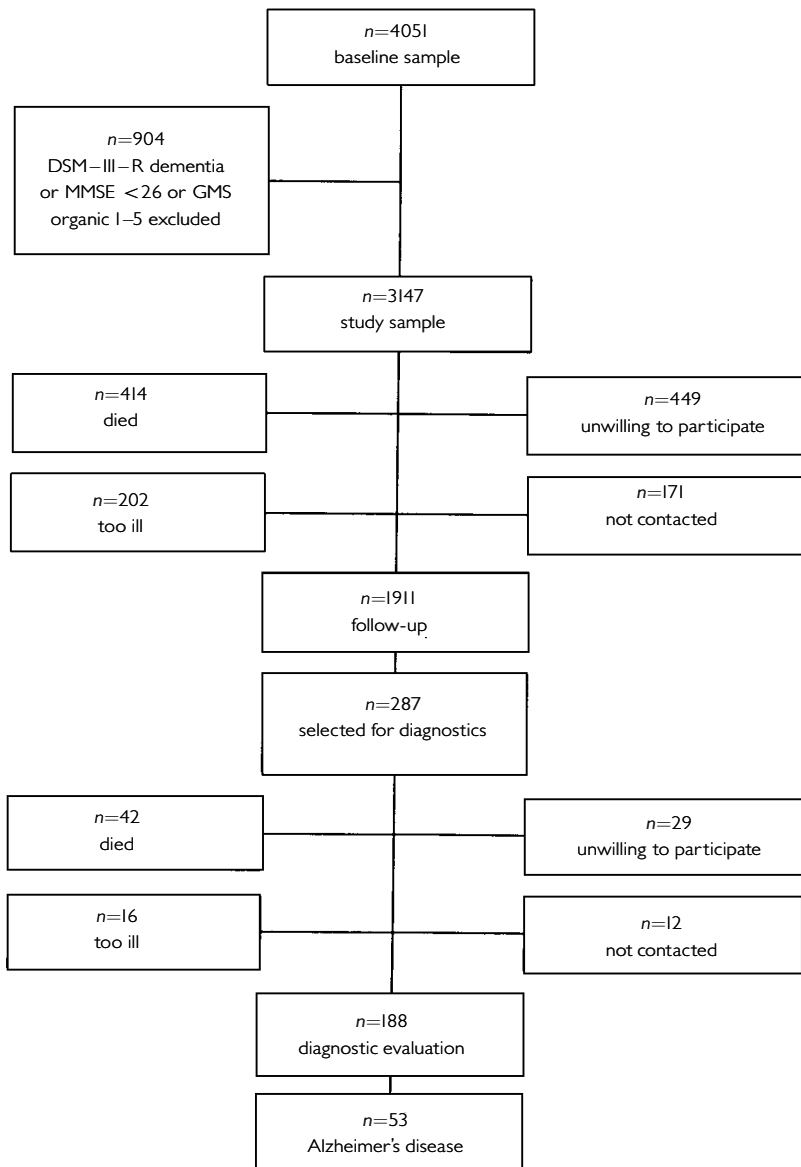 n=4051
baseline sample
n=904
DSM–III–R dementia
or MMSE <26 or GMS
organic 1–5 excluded
n=3147
study sample
n=414
died
n=449
unwilling to participate
n=202
too ill
n=171
not contacted
n=1911
follow-up
n=287
selected for diagnostics
n=42
died
n=29
unwilling to participate
n=16
too ill
n=12
not contacted
n=188
diagnostic evaluation
n=53
Alzheimer's disease